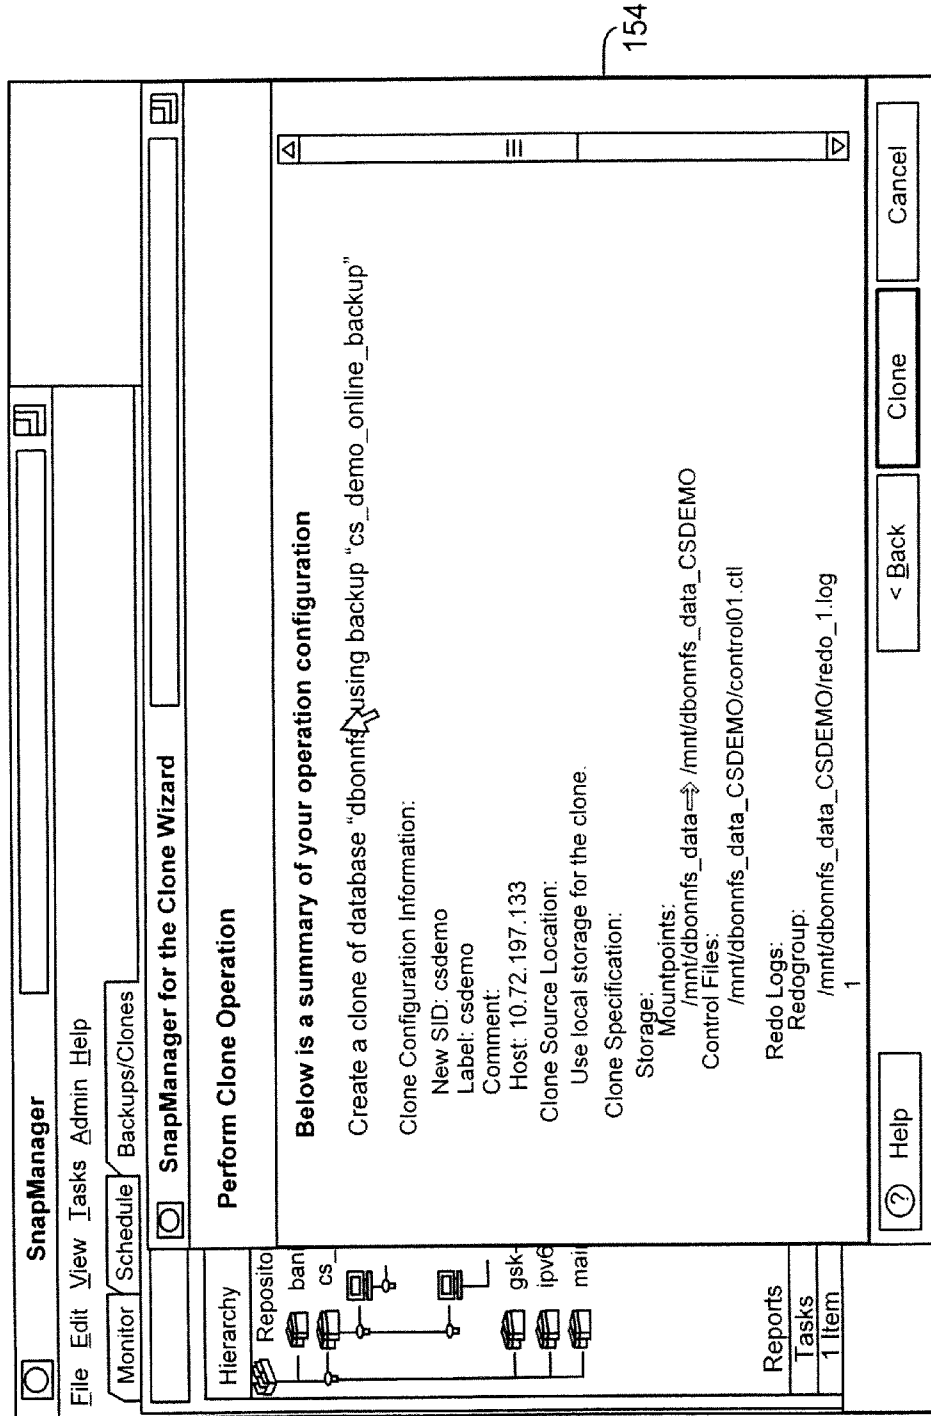 SnapManager
File Edit View Tasks Admin Help
Monitor Schedule Backups/Clones
SnapManager for the Clone Wizard
Hierarchy
Reposito
ban
cs_
gsk-
ipv6
mai
Reports
Tasks
1 Item
Perform Clone Operation
Below is a summary of your operation configuration
Create a clone of database "dbonnfs using backup "cs_demo_online_backup"
Clone Configuration Information:
New SID: csdemo
Label: csdemo
Comment:
Host: 10.72.197.133
Clone Source Location:
Use local storage for the clone.
Clone Specification:
Storage:
Mountpoints:
/mnt/dbonnfs_data⇒ /mnt/dbonnfs_data_CSDEMO
Control Files:
/mnt/dbonnfs_data_CSDEMO/control01.ctl
Redo Logs:
Redogroup:
/mnt/dbonnfs_data_CSDEMO/redo_1.log
1
? Help
< Back
Clone
Cancel
154